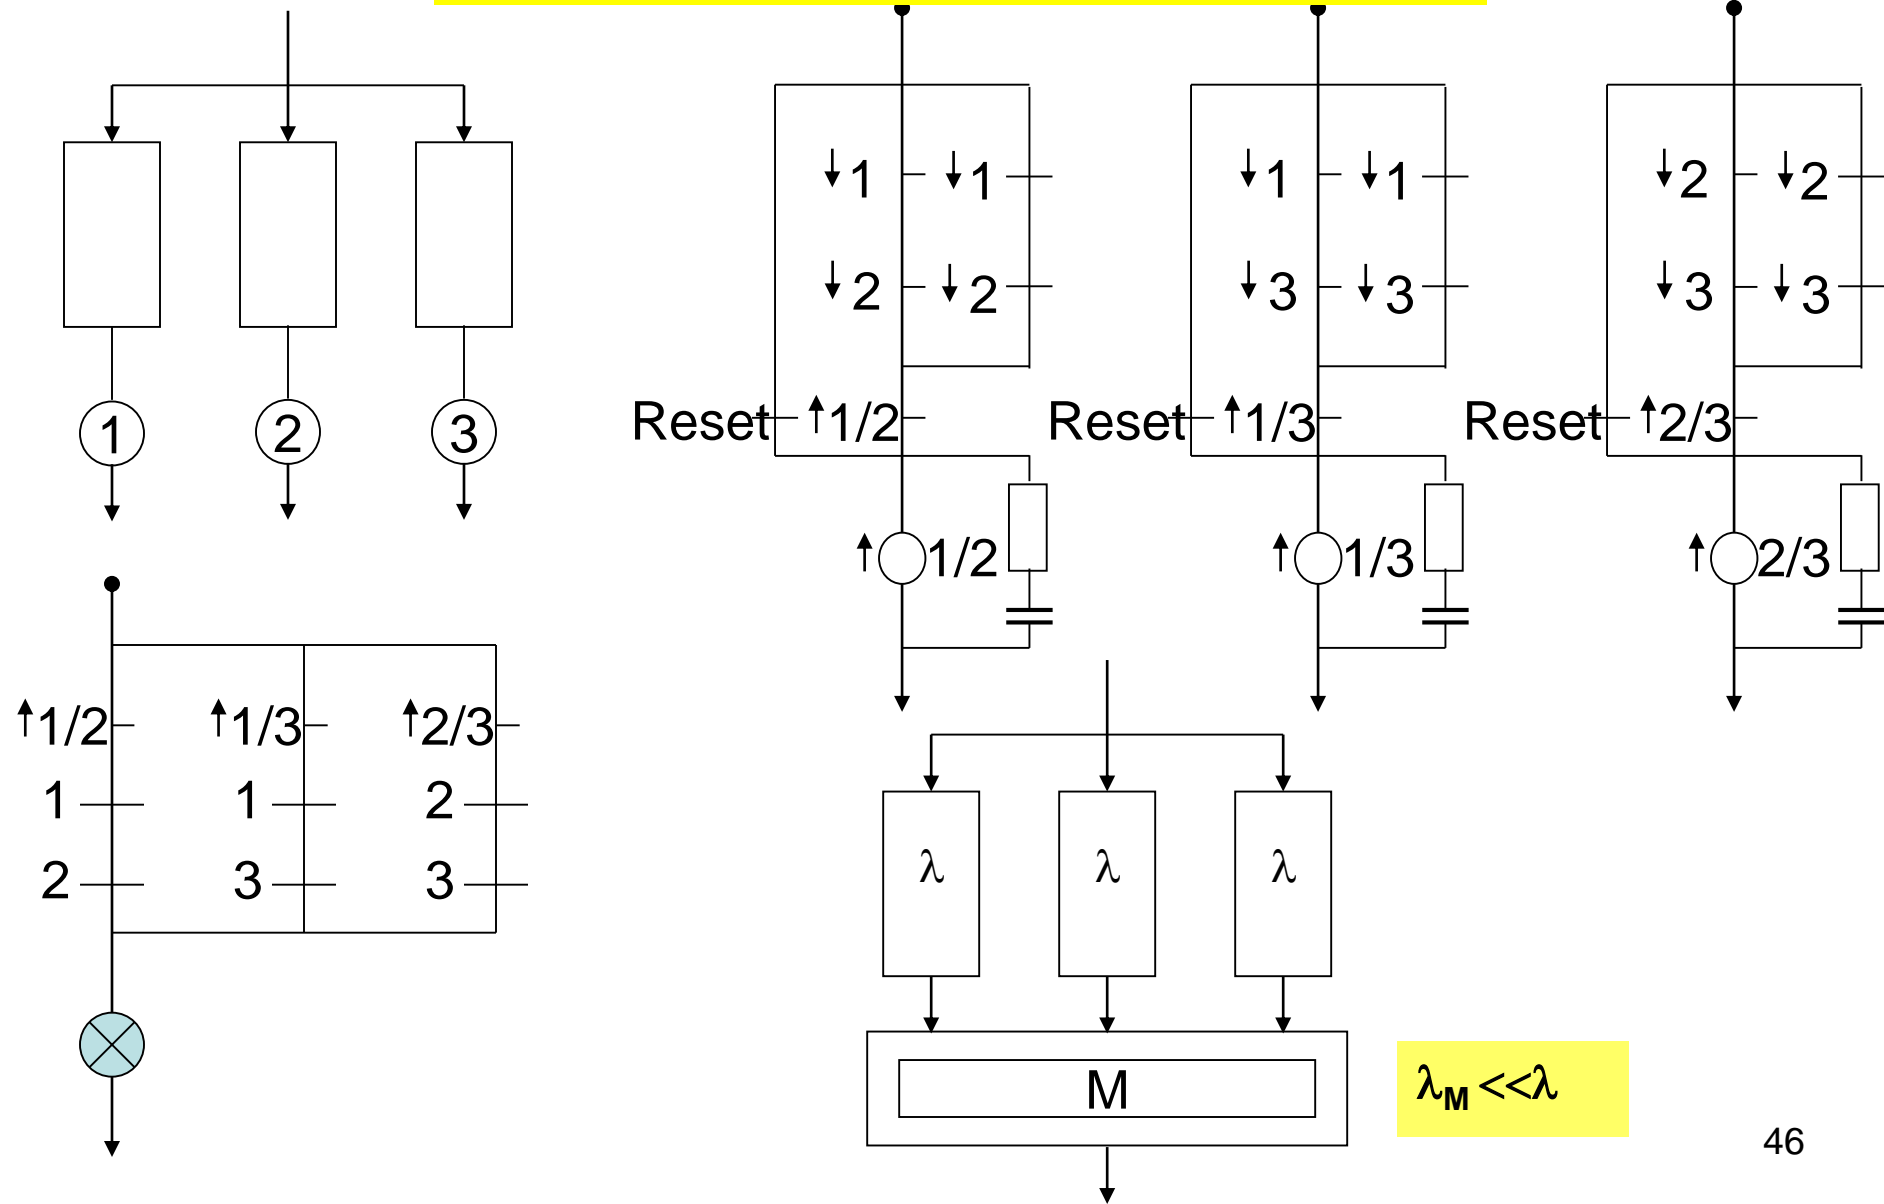 1 2 3
↓1 ↓1
↓2 ↓2
Reset ↑1/2
↑ 1/2
↓1 ↓1
↓3 ↓3
Reset ↑1/3
↑ 1/3
↓2 ↓2
↓3 ↓3
Reset ↑2/3
↑ 2/3
↑1/2 ↑1/3 ↑2/3
1 1 2
2 3 3
λ λ λ
M
λM <<λ
46